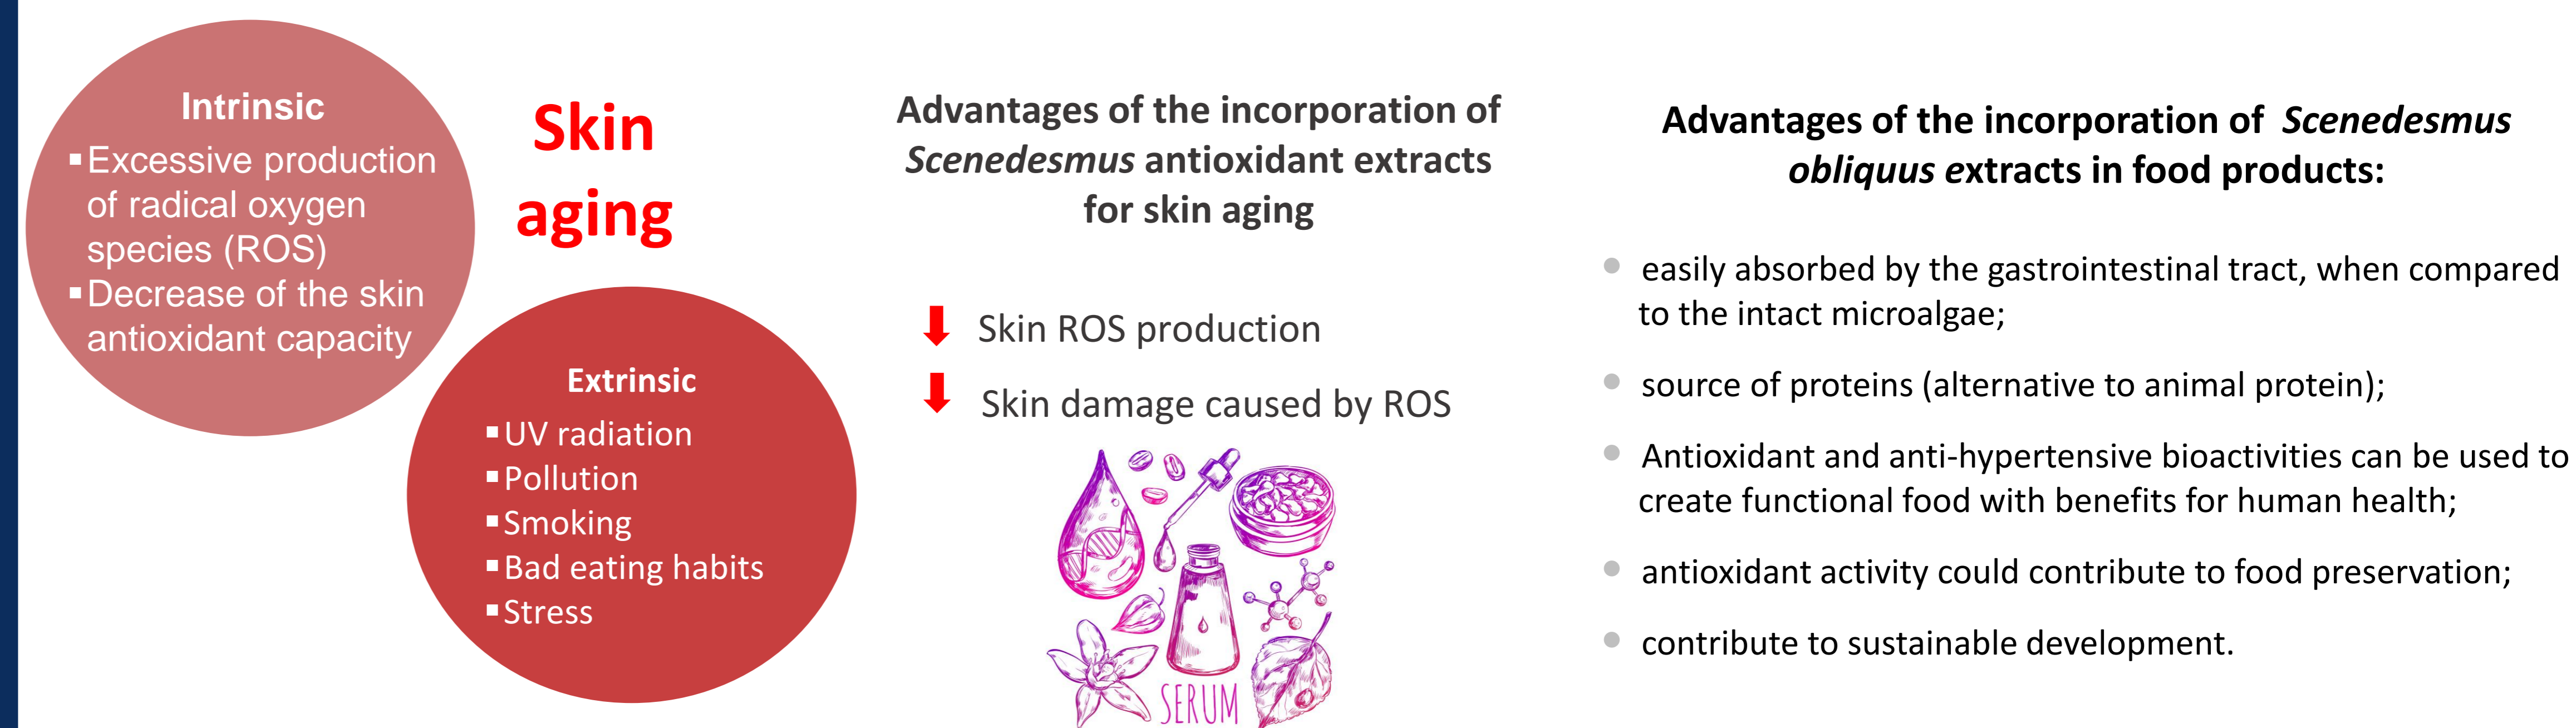 Intrinsic
▪Excessive production
of radical oxygen
species (ROS)
▪Decrease of the skin
antioxidant capacity
Skin
aging
Extrinsic
▪UV radiation
▪Pollution
▪Smoking
▪Bad eating habits
▪Stress
Advantages of the incorporation of
Scenedesmus antioxidant extracts
for skin aging
Skin ROS production
Skin damage caused by ROS
SERUM
Advantages of the incorporation of Scenedesmus
obliquus extracts in food products:
• easily absorbed by the gastrointestinal tract, when compared
to the intact microalgae;
• source of proteins (alternative to animal protein);
• Antioxidant and anti-hypertensive bioactivities can be used to
create functional food with benefits for human health;
• antioxidant activity could contribute to food preservation;
• contribute to sustainable development.